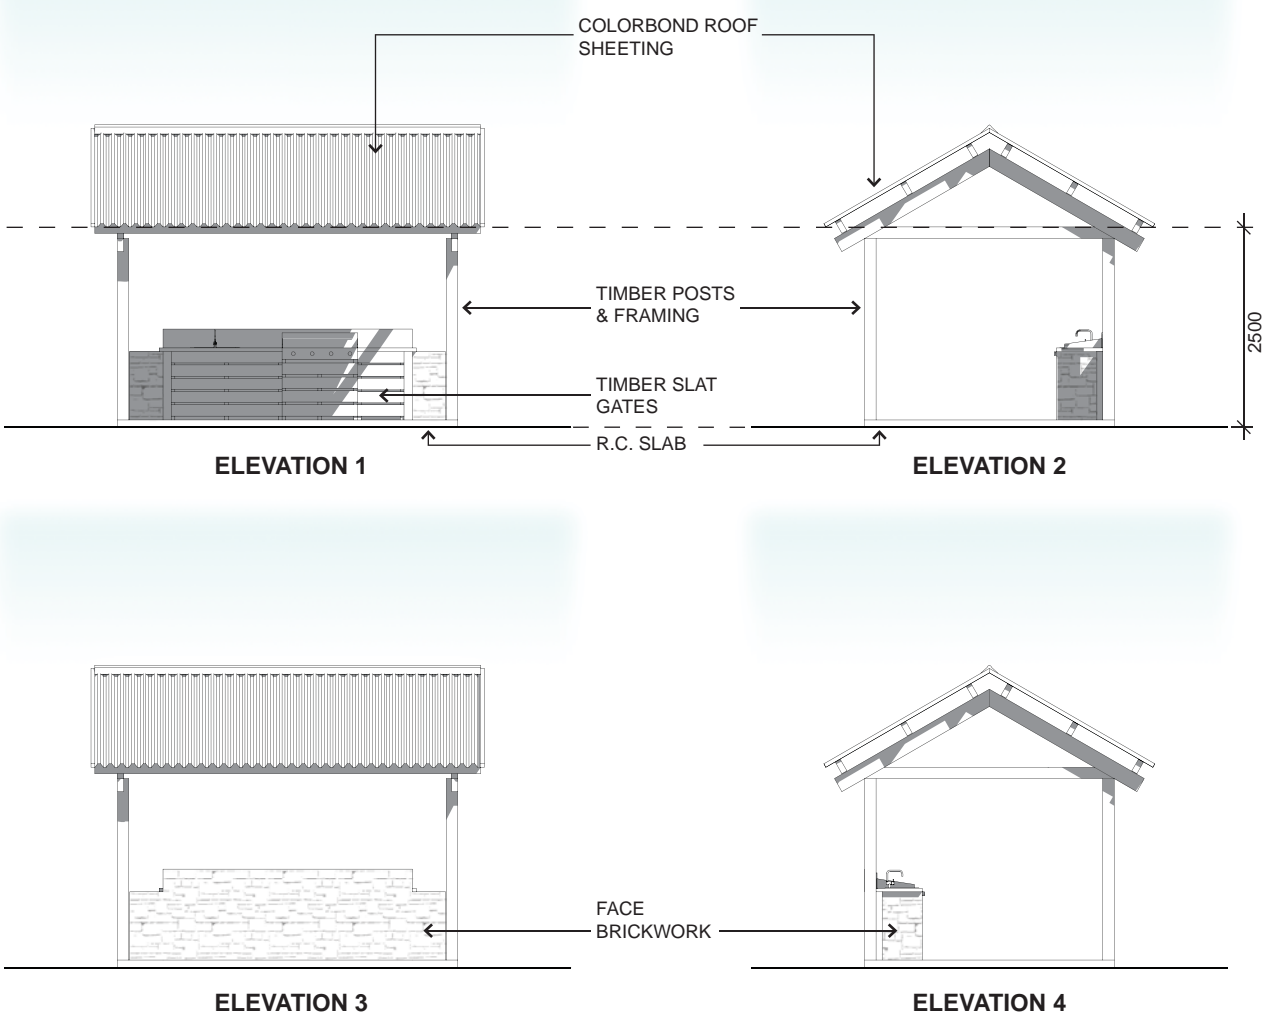 COLORBOND ROOF
SHEETING
TIMBER POSTS
& FRAMING
2500
TIMBER SLAT
GATES
R.C. SLAB
ELEVATION 1
ELEVATION 2
FACE
BRICKWORK
ELEVATION 3
ELEVATION 4